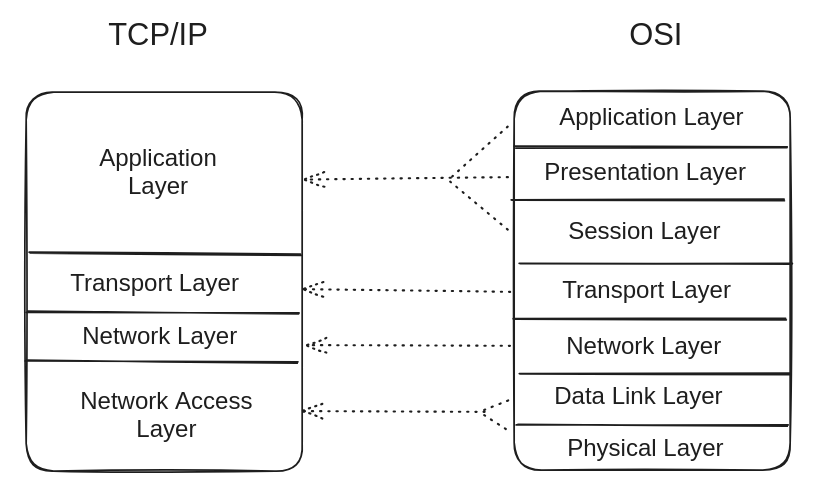 TCP/IP
Application
Layer
Transport Layer
Network Layer
Network Access
Layer
OSI
Application Layer
Presentation Layer
Session Layer
Transport Layer
Network Layer
Data Link Layer
Physical Layer